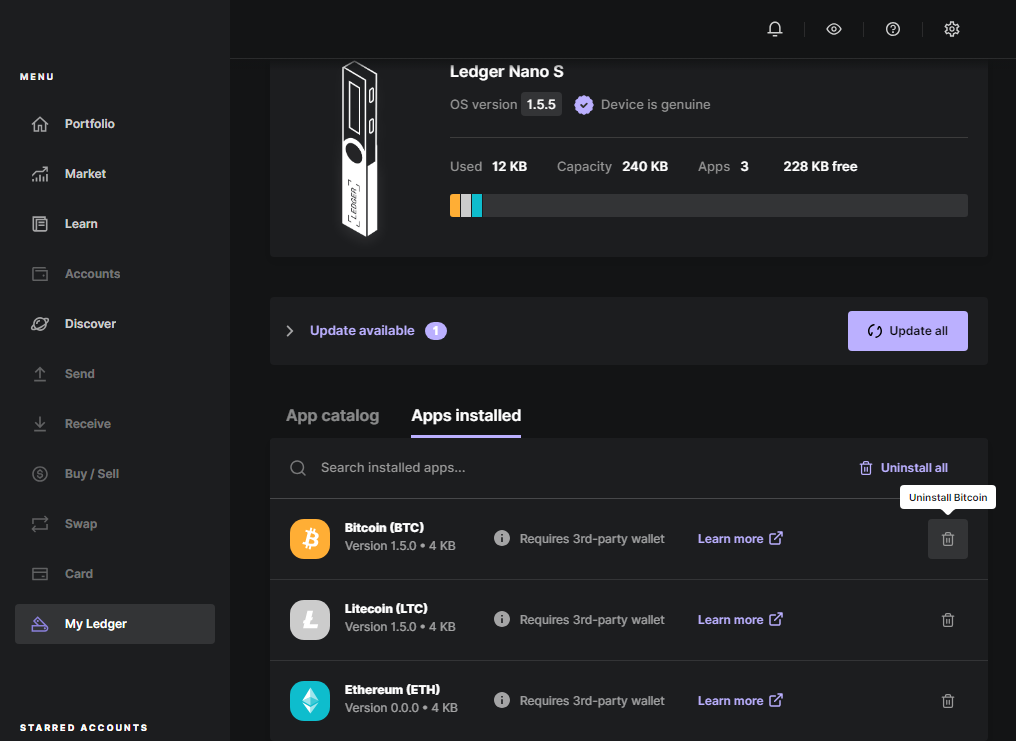 MENU
Portfolio
Market
Learn
Accounts
Discover
Send
Receive
Buy / Sell
Swap
Card
My Ledger
STARRED ACCOUNTS
LEDGER
Ledger Nano S
OS version 1.5.5 Device is genuine
Used 12 KB Capacity 240 KB Apps 3 228 KB free
Update available 1 Update all
App catalog Apps installed
Search installed apps... Uninstall all
Uninstall Bitcoin
Bitcoin (BTC)
Version 1.5.0 • 4 KB
Requires 3rd-party wallet Learn more
Litecoin (LTC)
Version 1.5.0 • 4 KB
Requires 3rd-party wallet Learn more
Ethereum (ETH)
Version 0.0.0 • 4 KB
Requires 3rd-party wallet Learn more